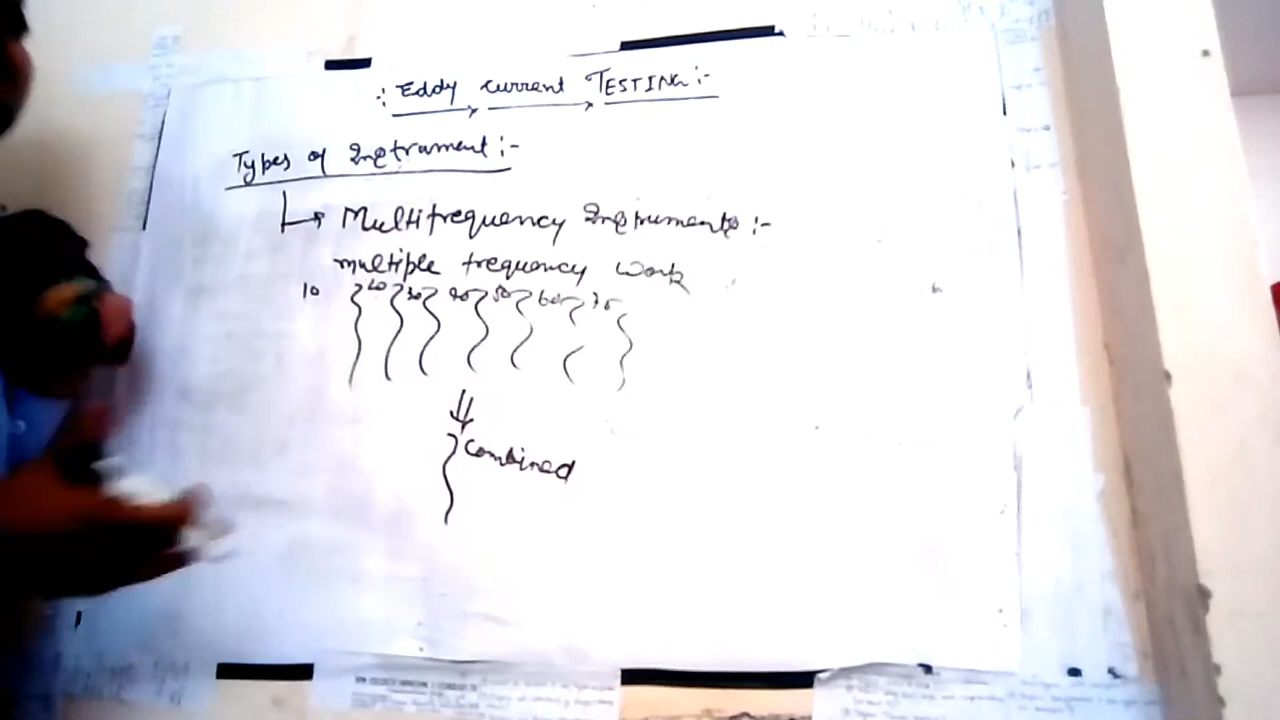 :- Eddy current TESTING :-
Types of Instrument :-
Multifrequency Instruments :-
multiple frequency work
10 20 30 40 50 60 70
combined